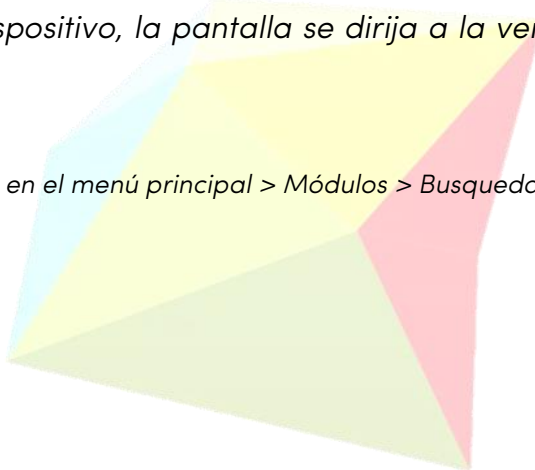 spositivo, la pantalla se dirija a la ver
en el menú principal > Módulos > Busqueda